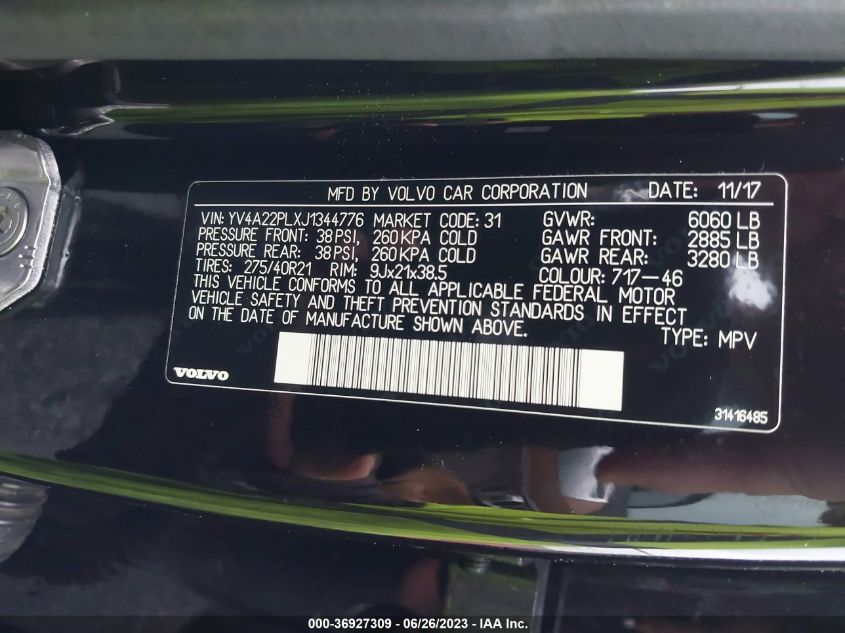 MFD BY VOLVO CAR CORPORATION DATE: 11/17
VIN: YV4A22PLXJ1344776 MARKET CODE: 31 GVWR: 6060 LB
PRESSURE FRONT: 38 PSI, 260 KPA COLD GAWR FRONT: 2885 LB
PRESSURE REAR: 38 PSI, 260 KPA COLD GAWR REAR: 3280 LB
TIRES: 275/40R21 RIM: 9Jx21x38.5 COLOUR: 717-46
THIS VEHICLE CONFORMS TO ALL APPLICABLE FEDERAL MOTOR
VEHICLE SAFETY AND THEFT PREVENTION STANDARDS IN EFFECT
ON THE DATE OF MANUFACTURE SHOWN ABOVE. TYPE: MPV
VOLVO
31416485
000-36927309 - 06/26/2023 - IAA Inc.